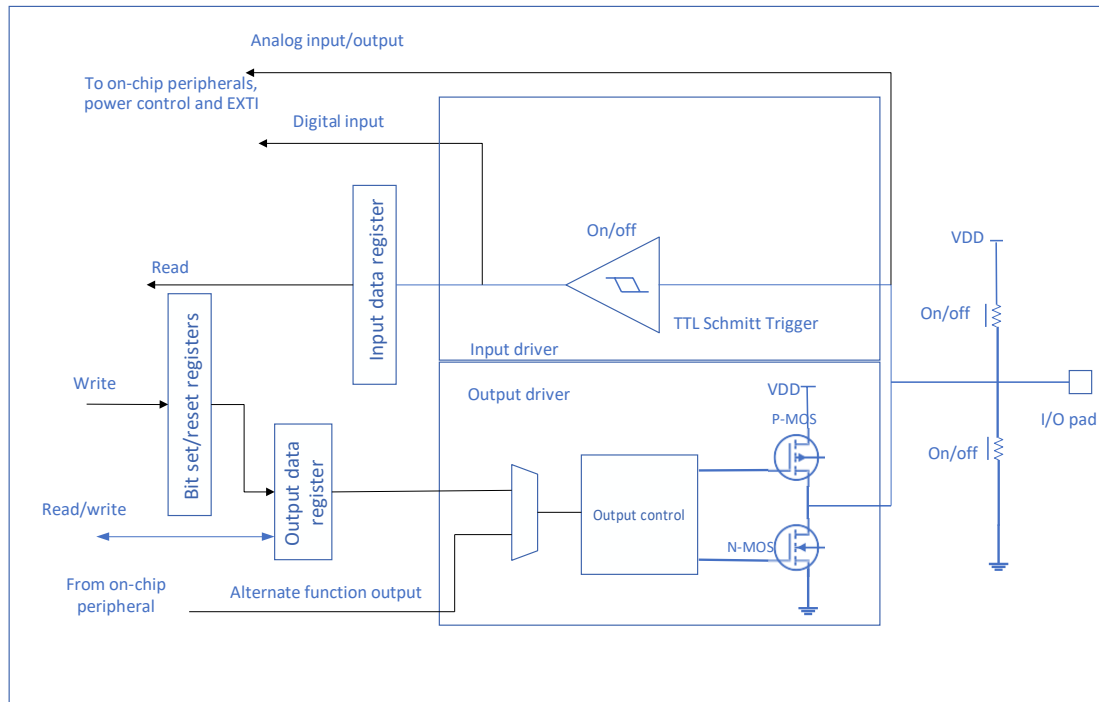 Analog input/output
To on-chip peripherals,
power control and EXTI
Digital input
Input data register
On/off
VDD
Read
On/off
TTL Schmitt Trigger
Input driver
Bit set/reset registers
Write
Output driver
VDD
P-MOS
I/O pad
Output data
register
On/off
Read/write
Output control
N-MOS
From on-chip
peripheral
Alternate function output